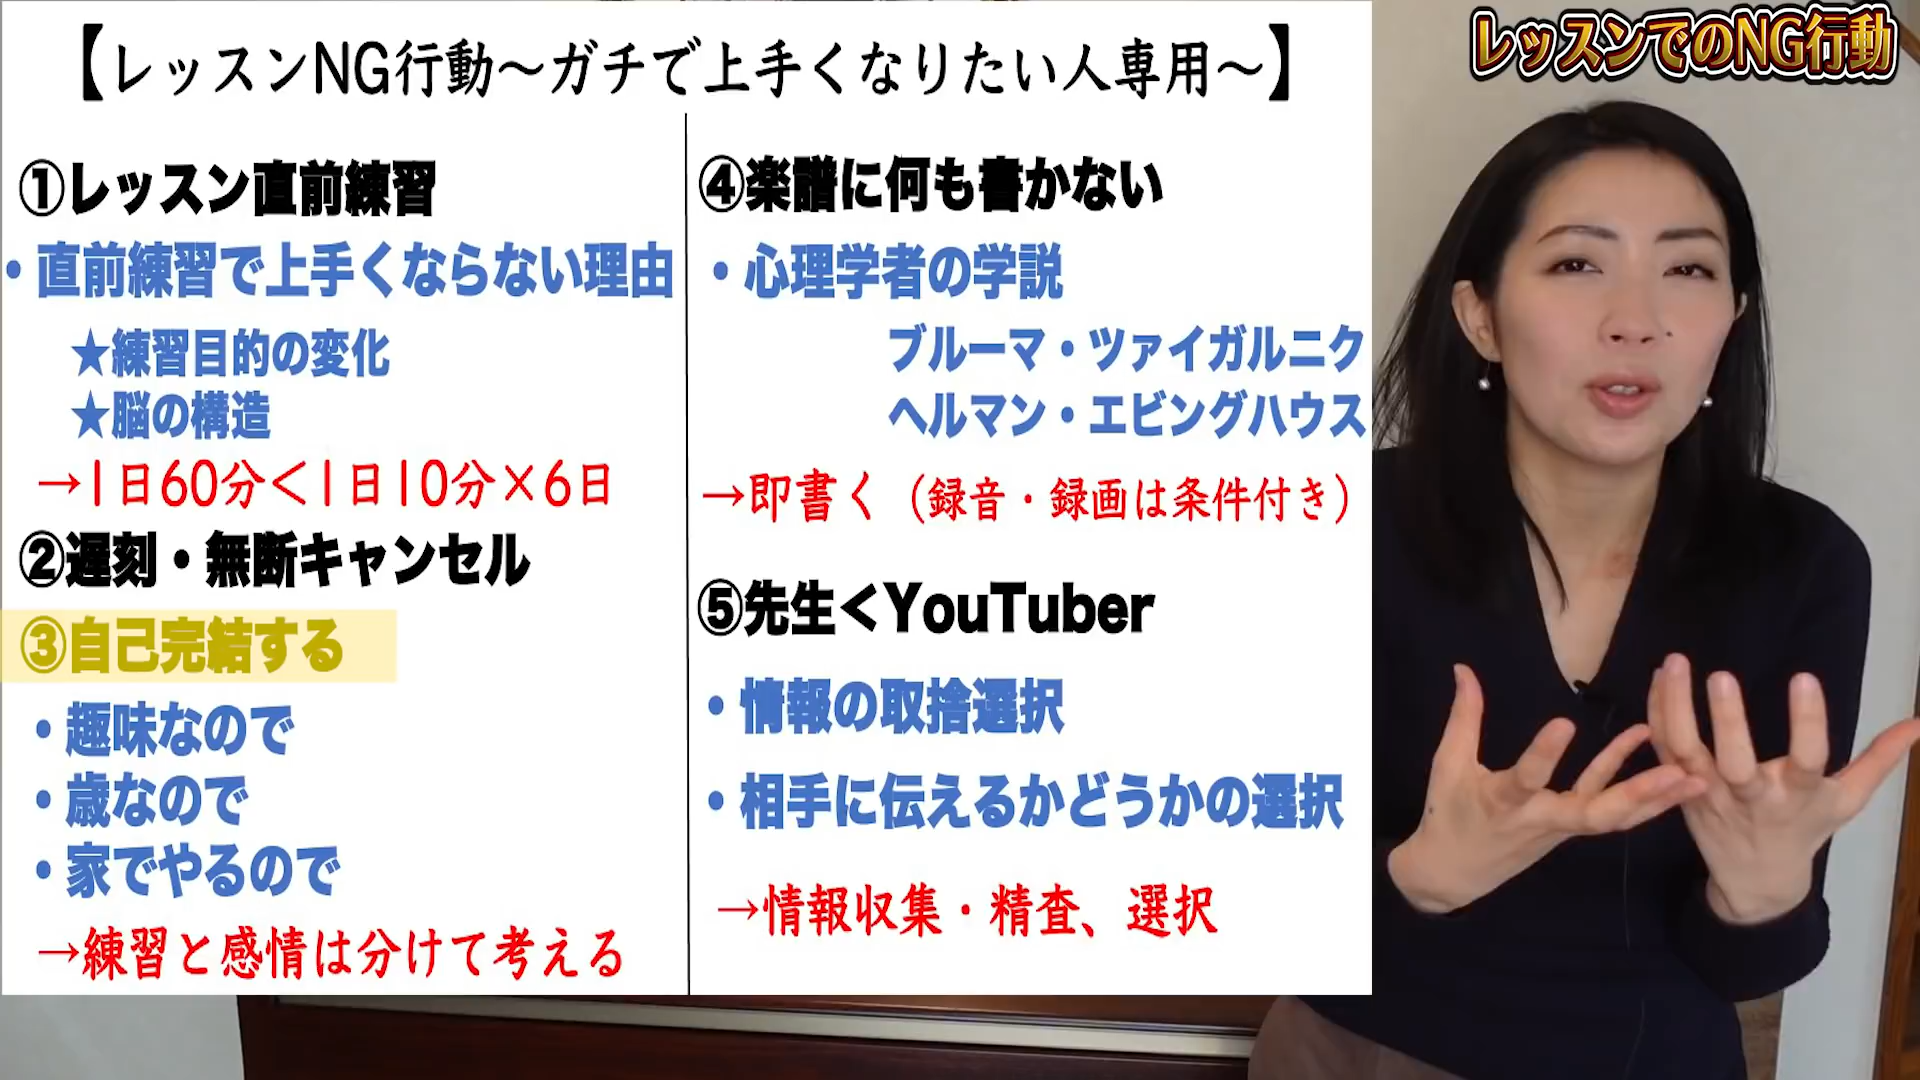 【レッスンNG行動～ガチで上手くなりたい人専用～】
①レッスン直前練習
・直前練習で上手くならない理由
★練習目的の変化
★脳の構造
→1日60分＜1日10分×6日
②遅刻・無断キャンセル
③自己完結する
・趣味なので
・歳なので
・家でやるので
→練習と感情は分けて考える
④楽譜に何も書かない
・心理学者の学説
ブルーマ・ツァイガルニク
ヘルマン・エビングハウス
→即書く（録音・録画は条件付き）
⑤先生＜YouTuber
・情報の取捨選択
・相手に伝えるかどうかの選択
→情報収集・精査、選択
レッスンでのNG行動